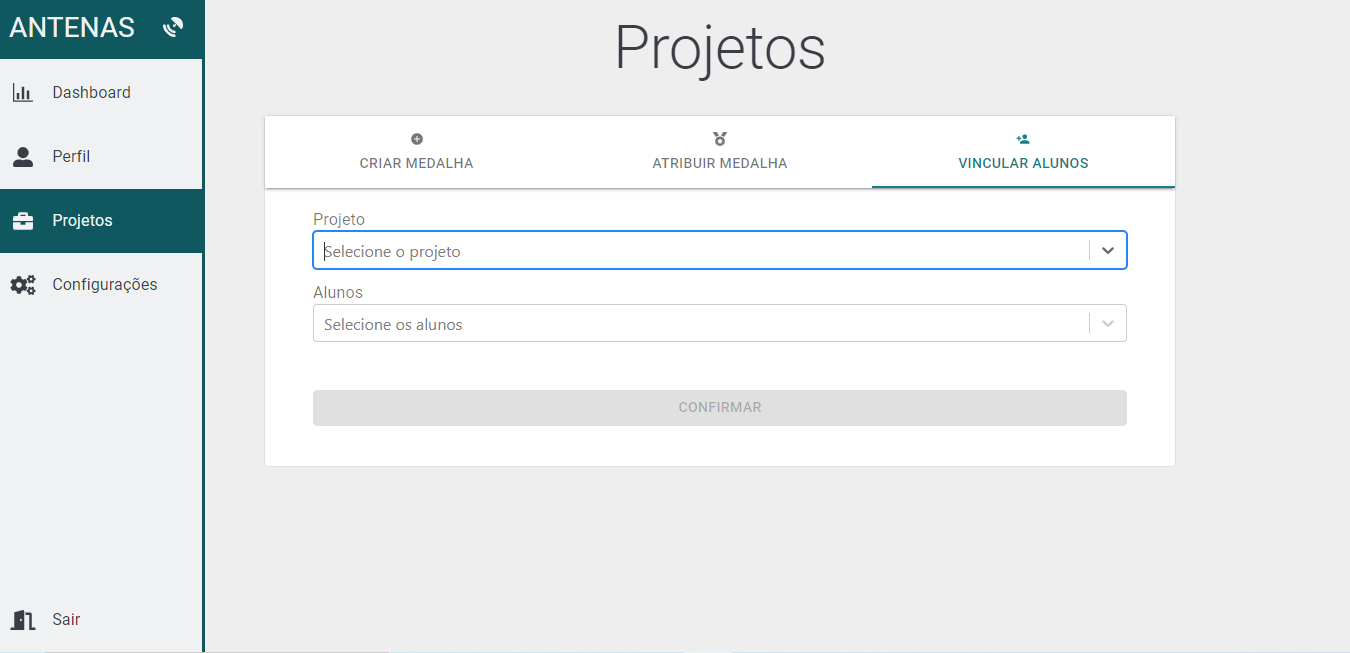 ANTENAS
Dashboard
Perfil
Projetos
Configurações
Sair
Projetos
CRIAR MEDALHA
ATRIBUIR MEDALHA
VINCULAR ALUNOS
Projeto
Selecione o projeto
Alunos
Selecione os alunos
CONFIRMAR